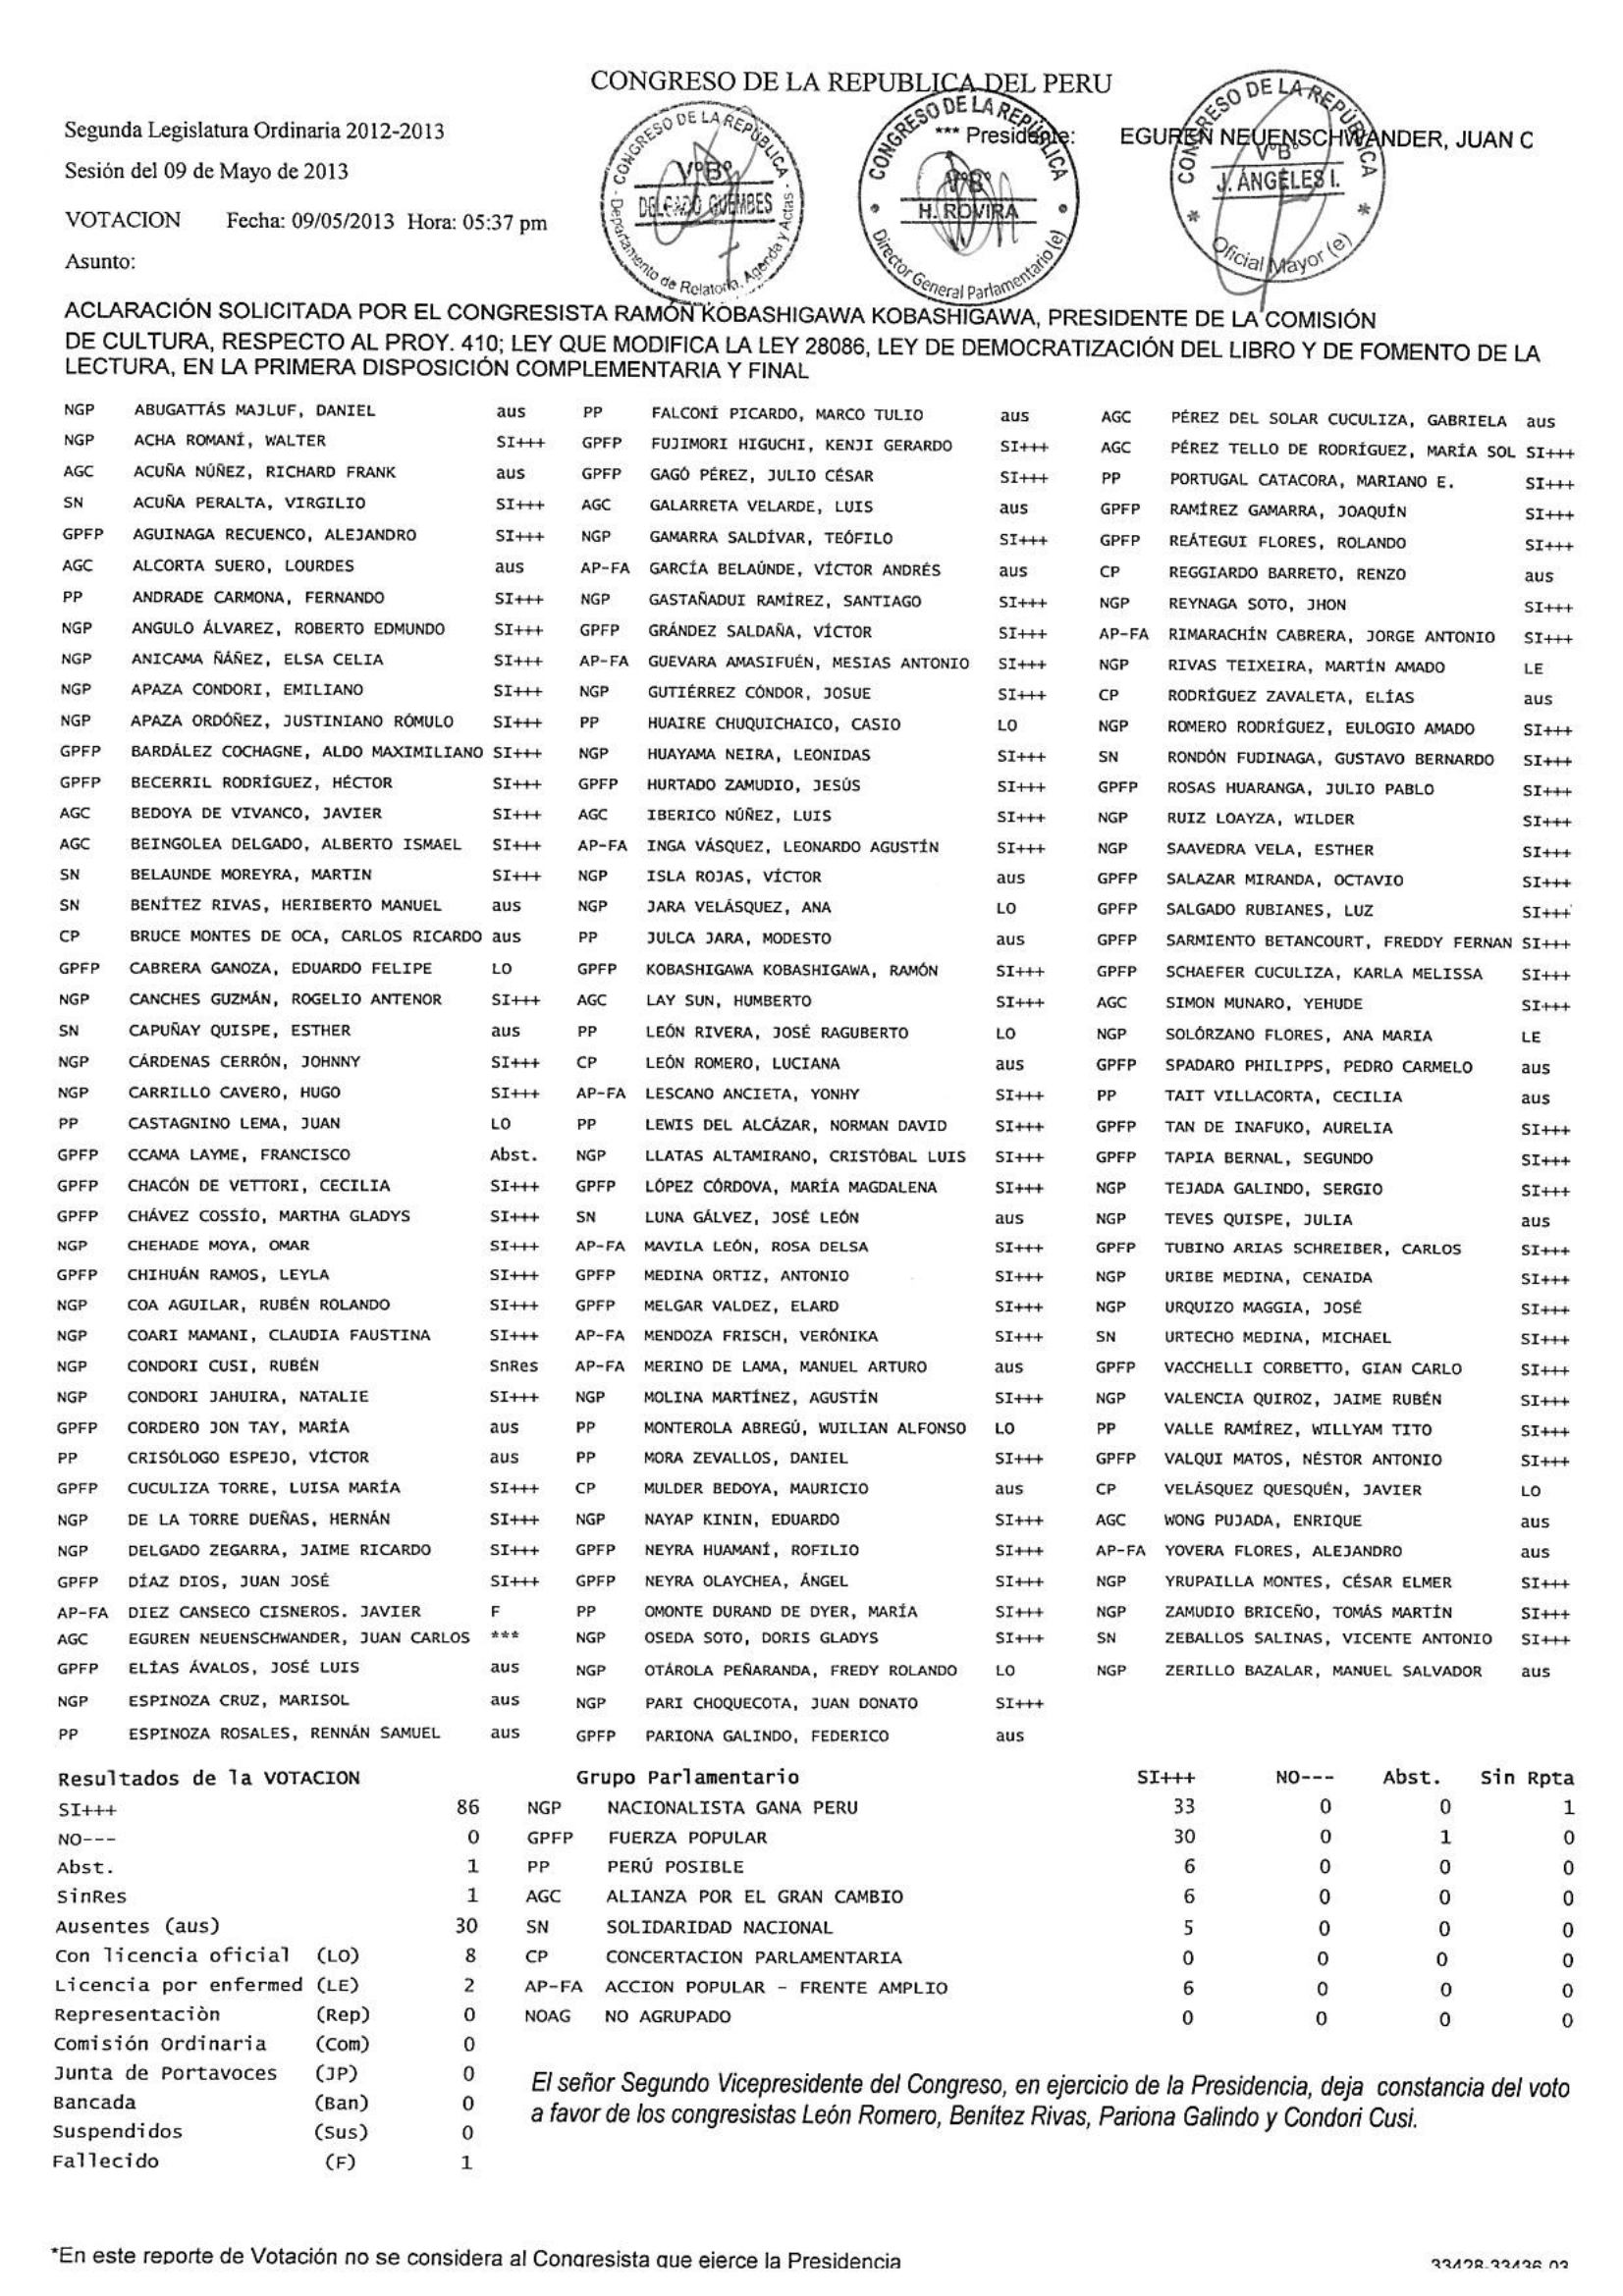 CONGRESO DE LA REPUBLICA DEL PERU
Segunda Legislatura Ordinaria 2012-2013
*** Presidente: EGUREN NEUENSCHWANDER, JUAN C
Sesión del 09 de Mayo de 2013
VOTACION Fecha: 09/05/2013 Hora: 05:37 pm
Asunto:
CONGRESO DE LA REPÚBLICA - Departamento de Relatoría, Agenda y Actas
VºBº
DELGADO GUEMBES
CONGRESO DE LA REPÚBLICA
VºBº
H. ROVIRA
Director General Parlamentario (e)
CONGRESO DE LA REPÚBLICA
VºBº
J. ÁNGELES I.
Oficial Mayor (e)
ACLARACIÓN SOLICITADA POR EL CONGRESISTA RAMÓN KOBASHIGAWA KOBASHIGAWA, PRESIDENTE DE LA COMISIÓN
DE CULTURA, RESPECTO AL PROY. 410; LEY QUE MODIFICA LA LEY 28086, LEY DE DEMOCRATIZACIÓN DEL LIBRO Y DE FOMENTO DE LA
LECTURA, EN LA PRIMERA DISPOSICIÓN COMPLEMENTARIA Y FINAL
NGP ABUGATTÁS MAJLUF, DANIEL aus
NGP ACHA ROMANÍ, WALTER SI+++
AGC ACUÑA NÚÑEZ, RICHARD FRANK aus
SN ACUÑA PERALTA, VIRGILIO SI+++
GPFP AGUINAGA RECUENCO, ALEJANDRO SI+++
AGC ALCORTA SUERO, LOURDES aus
PP ANDRADE CARMONA, FERNANDO SI+++
NGP ANGULO ÁLVAREZ, ROBERTO EDMUNDO SI+++
NGP ANICAMA ÑÁÑEZ, ELSA CELIA SI+++
NGP APAZA CONDORI, EMILIANO SI+++
NGP APAZA ORDÓÑEZ, JUSTINIANO RÓMULO SI+++
GPFP BARDÁLEZ COCHAGNE, ALDO MAXIMILIANO SI+++
GPFP BECERRIL RODRÍGUEZ, HÉCTOR SI+++
AGC BEDOYA DE VIVANCO, JAVIER SI+++
AGC BEINGOLEA DELGADO, ALBERTO ISMAEL SI+++
SN BELAUNDE MOREYRA, MARTIN SI+++
SN BENÍTEZ RIVAS, HERIBERTO MANUEL aus
CP BRUCE MONTES DE OCA, CARLOS RICARDO aus
GPFP CABRERA GANOZA, EDUARDO FELIPE LO
NGP CANCHES GUZMÁN, ROGELIO ANTENOR SI+++
SN CAPUÑAY QUISPE, ESTHER aus
NGP CÁRDENAS CERRÓN, JOHNNY SI+++
NGP CARRILLO CAVERO, HUGO SI+++
PP CASTAGNINO LEMA, JUAN LO
GPFP CCAMA LAYME, FRANCISCO Abst.
GPFP CHACÓN DE VETTORI, CECILIA SI+++
GPFP CHÁVEZ COSSÍO, MARTHA GLADYS SI+++
NGP CHEHADE MOYA, OMAR SI+++
GPFP CHIHUÁN RAMOS, LEYLA SI+++
NGP COA AGUILAR, RUBÉN ROLANDO SI+++
NGP COARI MAMANI, CLAUDIA FAUSTINA SI+++
NGP CONDORI CUSI, RUBÉN SnRes
NGP CONDORI JAHUIRA, NATALIE SI+++
GPFP CORDERO JON TAY, MARÍA aus
PP CRISÓLOGO ESPEJO, VÍCTOR aus
GPFP CUCULIZA TORRE, LUISA MARÍA SI+++
NGP DE LA TORRE DUEÑAS, HERNÁN SI+++
NGP DELGADO ZEGARRA, JAIME RICARDO SI+++
GPFP DÍAZ DIOS, JUAN JOSÉ SI+++
AP-FA DIEZ CANSECO CISNEROS. JAVIER F
AGC EGUREN NEUENSCHWANDER, JUAN CARLOS ***
GPFP ELÍAS ÁVALOS, JOSÉ LUIS aus
NGP ESPINOZA CRUZ, MARISOL aus
PP ESPINOZA ROSALES, RENNÁN SAMUEL aus
PP FALCONÍ PICARDO, MARCO TULIO aus
GPFP FUJIMORI HIGUCHI, KENJI GERARDO SI+++
GPFP GAGÓ PÉREZ, JULIO CÉSAR SI+++
AGC GALARRETA VELARDE, LUIS aus
NGP GAMARRA SALDÍVAR, TEÓFILO SI+++
AP-FA GARCÍA BELAÚNDE, VÍCTOR ANDRÉS aus
NGP GASTAÑADUI RAMÍREZ, SANTIAGO SI+++
GPFP GRÁNDEZ SALDAÑA, VÍCTOR SI+++
AP-FA GUEVARA AMASIFUÉN, MESIAS ANTONIO SI+++
NGP GUTIÉRREZ CÓNDOR, JOSUE SI+++
PP HUAIRE CHUQUICHAICO, CASIO LO
NGP HUAYAMA NEIRA, LEONIDAS SI+++
GPFP HURTADO ZAMUDIO, JESÚS SI+++
AGC IBERICO NÚÑEZ, LUIS SI+++
AP-FA INGA VÁSQUEZ, LEONARDO AGUSTÍN SI+++
NGP ISLA ROJAS, VÍCTOR aus
NGP JARA VELÁSQUEZ, ANA LO
PP JULCA JARA, MODESTO aus
GPFP KOBASHIGAWA KOBASHIGAWA, RAMÓN SI+++
AGC LAY SUN, HUMBERTO SI+++
PP LEÓN RIVERA, JOSÉ RAGUBERTO LO
CP LEÓN ROMERO, LUCIANA aus
AP-FA LESCANO ANCIETA, YONHY SI+++
PP LEWIS DEL ALCÁZAR, NORMAN DAVID SI+++
NGP LLATAS ALTAMIRANO, CRISTÓBAL LUIS SI+++
GPFP LÓPEZ CÓRDOVA, MARÍA MAGDALENA SI+++
SN LUNA GÁLVEZ, JOSÉ LEÓN aus
AP-FA MAVILA LEÓN, ROSA DELSA SI+++
GPFP MEDINA ORTIZ, ANTONIO SI+++
GPFP MELGAR VALDEZ, ELARD SI+++
AP-FA MENDOZA FRISCH, VERÓNIKA SI+++
AP-FA MERINO DE LAMA, MANUEL ARTURO aus
NGP MOLINA MARTÍNEZ, AGUSTÍN SI+++
PP MONTEROLA ABREGÚ, WUILIAN ALFONSO LO
PP MORA ZEVALLOS, DANIEL SI+++
CP MULDER BEDOYA, MAURICIO aus
NGP NAYAP KININ, EDUARDO SI+++
GPFP NEYRA HUAMANÍ, ROFILIO SI+++
GPFP NEYRA OLAYCHEA, ÁNGEL SI+++
PP OMONTE DURAND DE DYER, MARÍA SI+++
NGP OSEDA SOTO, DORIS GLADYS SI+++
NGP OTÁROLA PEÑARANDA, FREDY ROLANDO LO
NGP PARI CHOQUECOTA, JUAN DONATO SI+++
GPFP PARIONA GALINDO, FEDERICO aus
AGC PÉREZ DEL SOLAR CUCULIZA, GABRIELA aus
AGC PÉREZ TELLO DE RODRÍGUEZ, MARÍA SOL SI+++
PP PORTUGAL CATACORA, MARIANO E. SI+++
GPFP RAMÍREZ GAMARRA, JOAQUÍN SI+++
GPFP REÁTEGUI FLORES, ROLANDO SI+++
CP REGGIARDO BARRETO, RENZO aus
NGP REYNAGA SOTO, JHON SI+++
AP-FA RIMARACHÍN CABRERA, JORGE ANTONIO SI+++
NGP RIVAS TEIXEIRA, MARTÍN AMADO LE
CP RODRÍGUEZ ZAVALETA, ELÍAS aus
NGP ROMERO RODRÍGUEZ, EULOGIO AMADO SI+++
SN RONDÓN FUDINAGA, GUSTAVO BERNARDO SI+++
GPFP ROSAS HUARANGA, JULIO PABLO SI+++
NGP RUIZ LOAYZA, WILDER SI+++
NGP SAAVEDRA VELA, ESTHER SI+++
GPFP SALAZAR MIRANDA, OCTAVIO SI+++
GPFP SALGADO RUBIANES, LUZ SI+++
GPFP SARMIENTO BETANCOURT, FREDDY FERNAN SI+++
GPFP SCHAEFER CUCULIZA, KARLA MELISSA SI+++
AGC SIMON MUNARO, YEHUDE SI+++
NGP SOLÓRZANO FLORES, ANA MARIA LE
GPFP SPADARO PHILIPPS, PEDRO CARMELO aus
PP TAIT VILLACORTA, CECILIA aus
GPFP TAN DE INAFUKO, AURELIA SI+++
GPFP TAPIA BERNAL, SEGUNDO SI+++
NGP TEJADA GALINDO, SERGIO SI+++
NGP TEVES QUISPE, JULIA aus
GPFP TUBINO ARIAS SCHREIBER, CARLOS SI+++
NGP URIBE MEDINA, CENAIDA SI+++
NGP URQUIZO MAGGIA, JOSÉ SI+++
SN URTECHO MEDINA, MICHAEL SI+++
GPFP VACCHELLI CORBETTO, GIAN CARLO SI+++
NGP VALENCIA QUIROZ, JAIME RUBÉN SI+++
PP VALLE RAMÍREZ, WILLYAM TITO SI+++
GPFP VALQUI MATOS, NÉSTOR ANTONIO SI+++
CP VELÁSQUEZ QUESQUÉN, JAVIER LO
AGC WONG PUJADA, ENRIQUE aus
AP-FA YOVERA FLORES, ALEJANDRO aus
NGP YRUPAILLA MONTES, CÉSAR ELMER SI+++
NGP ZAMUDIO BRICEÑO, TOMÁS MARTÍN SI+++
SN ZEBALLOS SALINAS, VICENTE ANTONIO SI+++
NGP ZERILLO BAZALAR, MANUEL SALVADOR aus
Resultados de la VOTACION
SI+++ 86
NO--- 0
Abst. 1
SinRes 1
Ausentes (aus) 30
Con licencia oficial (LO) 8
Licencia por enfermed (LE) 2
Representaciòn (Rep) 0
Comisión Ordinaria (Com) 0
Junta de Portavoces (JP) 0
Bancada (Ban) 0
Suspendidos (Sus) 0
Fallecido (F) 1
Grupo Parlamentario SI+++ NO--- Abst. Sin Rpta
NGP NACIONALISTA GANA PERU 33 0 0 1
GPFP FUERZA POPULAR 30 0 1 0
PP PERÚ POSIBLE 6 0 0 0
AGC ALIANZA POR EL GRAN CAMBIO 6 0 0 0
SN SOLIDARIDAD NACIONAL 5 0 0 0
CP CONCERTACION PARLAMENTARIA 0 0 0 0
AP-FA ACCION POPULAR - FRENTE AMPLIO 6 0 0 0
NOAG NO AGRUPADO 0 0 0 0
El señor Segundo Vicepresidente del Congreso, en ejercicio de la Presidencia, deja constancia del voto
a favor de los congresistas León Romero, Benítez Rivas, Pariona Galindo y Condori Cusi.
*En este reporte de Votación no se considera al Congresista que ejerce la Presidencia
33428-33436 03